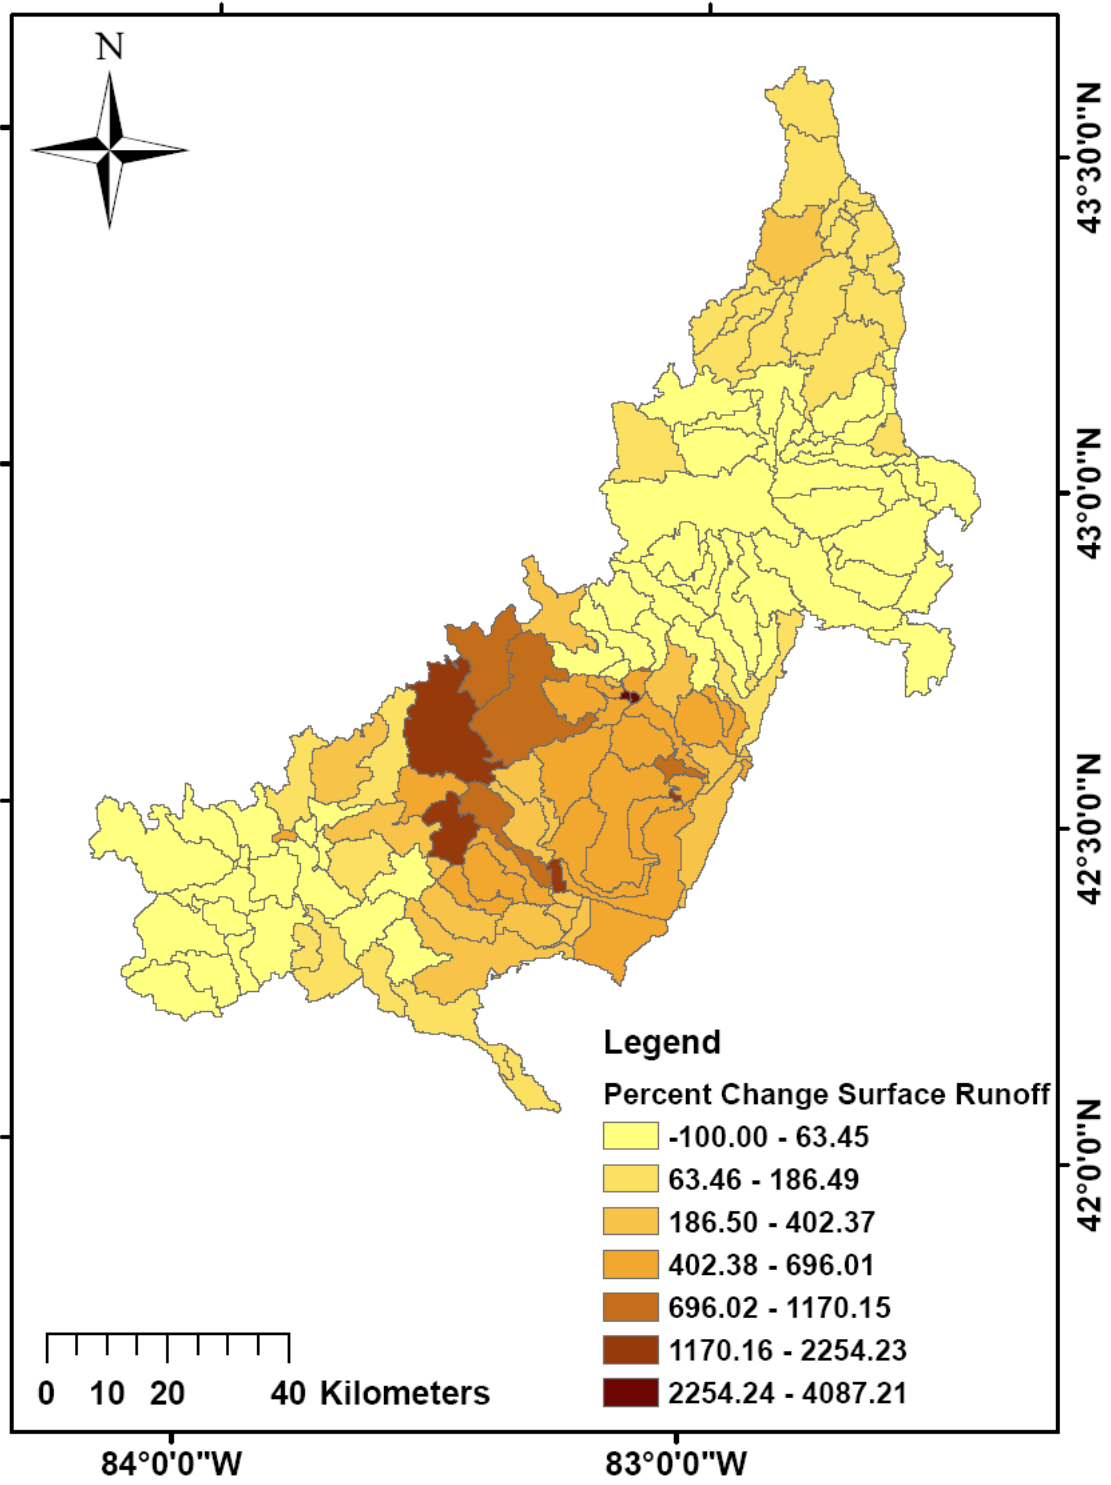 N
43°30'0"N
43°0'0"N
42°30'0"N
42°0'0"N
Legend
Percent Change Surface Runoff
-100.00 - 63.45
63.46 - 186.49
186.50 - 402.37
402.38 - 696.01
696.02 - 1170.15
1170.16 - 2254.23
2254.24 - 4087.21
0 10 20 40 Kilometers
84°0'0"W 83°0'0"W